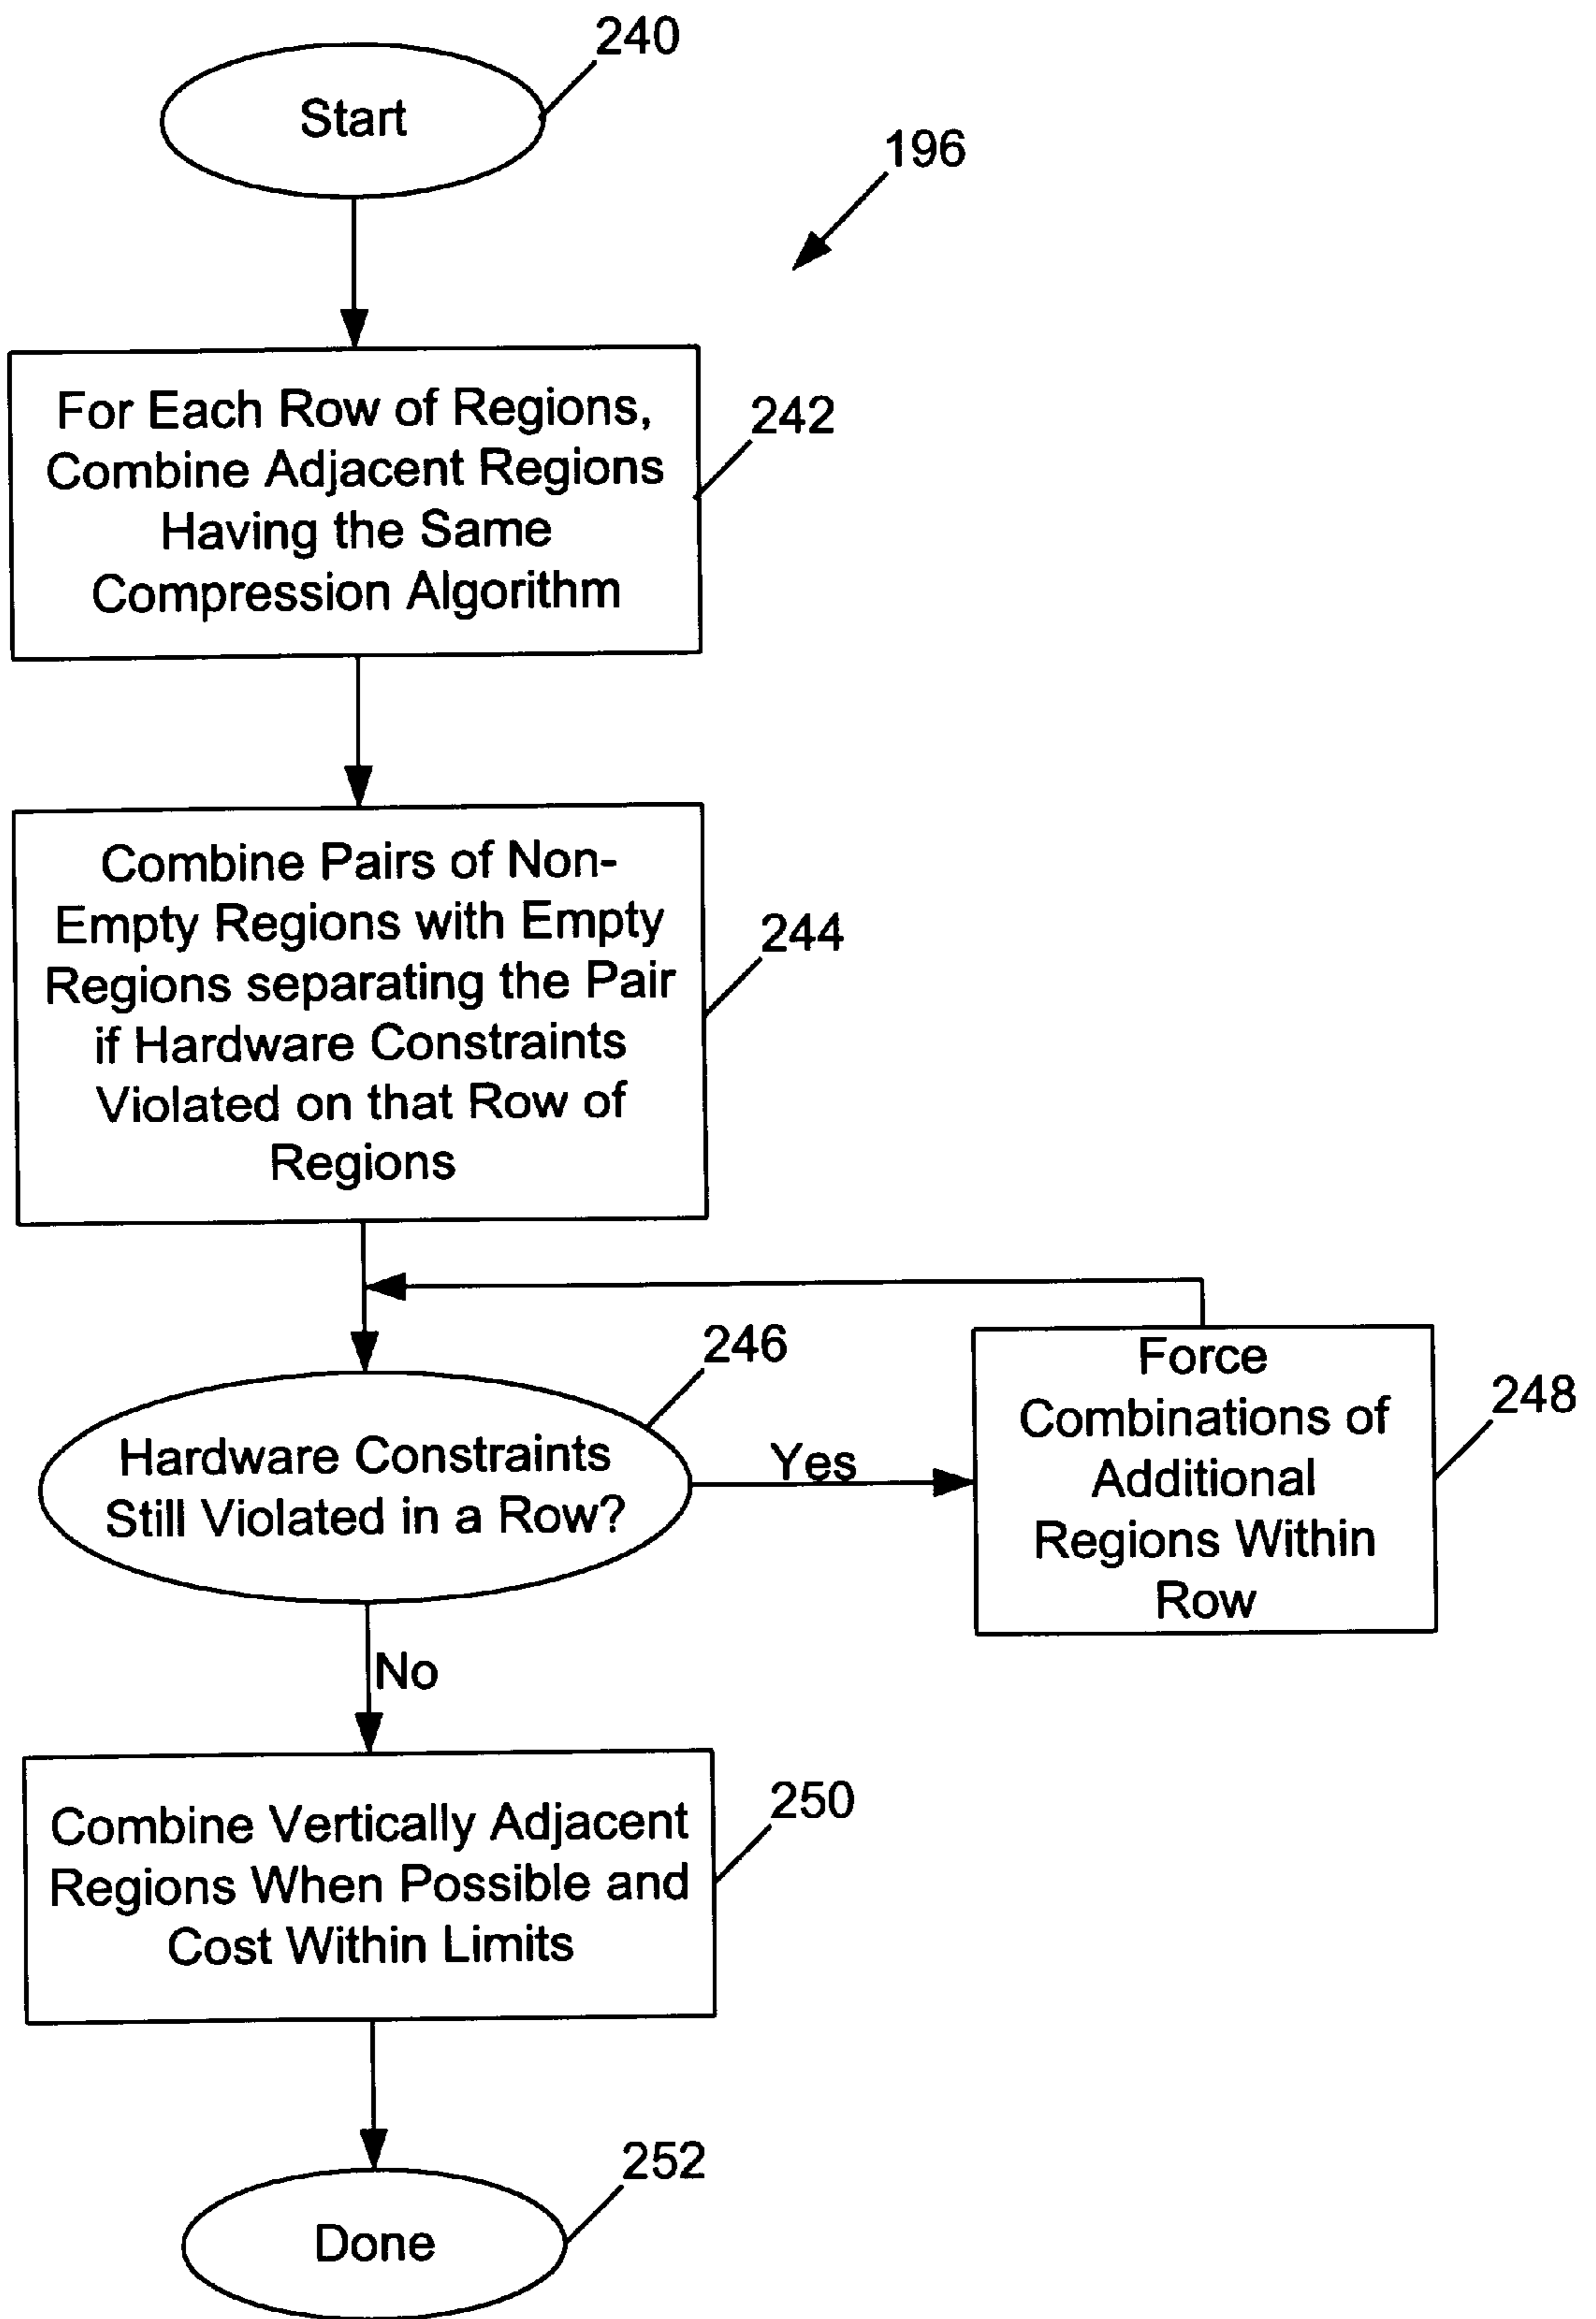 240
Start
196
For Each Row of Regions,
Combine Adjacent Regions
Having the Same
Compression Algorithm
242
Combine Pairs of Non-
Empty Regions with Empty
Regions separating the Pair
if Hardware Constraints
Violated on that Row of
Regions
244
246
Hardware Constraints
Still Violated in a Row?
Yes
Force
Combinations of
Additional
Regions Within
Row
248
No
Combine Vertically Adjacent
Regions When Possible and
Cost Within Limits
250
252
Done